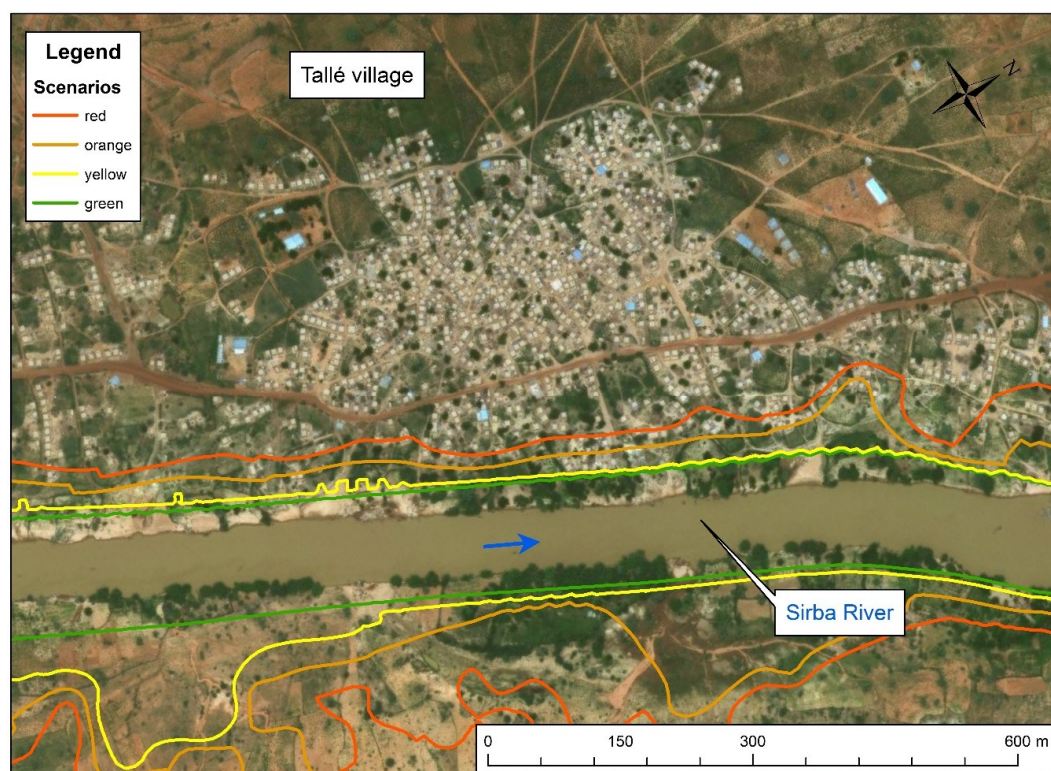 Legend
Scenarios
red
orange
yellow
green
Tallé village
N
Sirba River
0 150 300 600 m